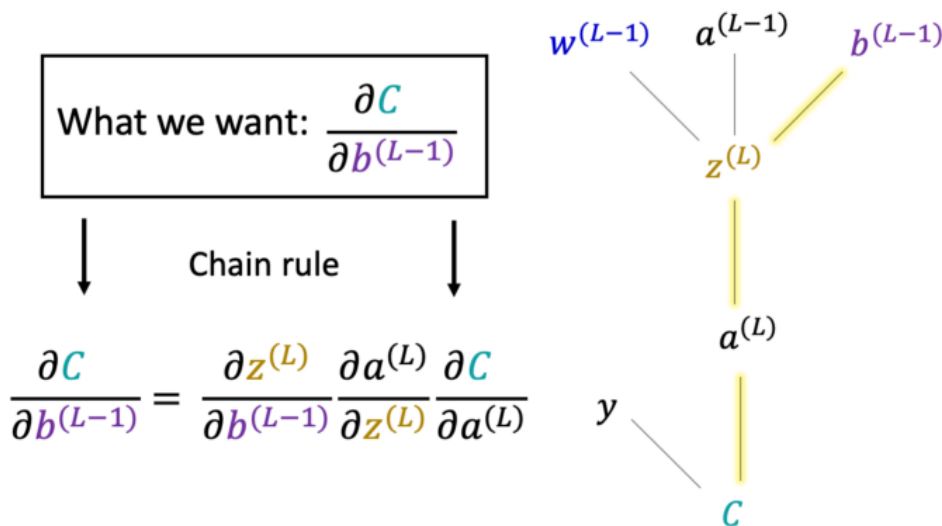 What we want: ∂C/∂b^(L−1)
Chain rule
∂C/∂b^(L−1) = ∂z^(L)/∂b^(L−1) ∂a^(L)/∂z^(L) ∂C/∂a^(L)
w^(L−1) a^(L−1) b^(L−1)
z^(L)
a^(L)
y
C